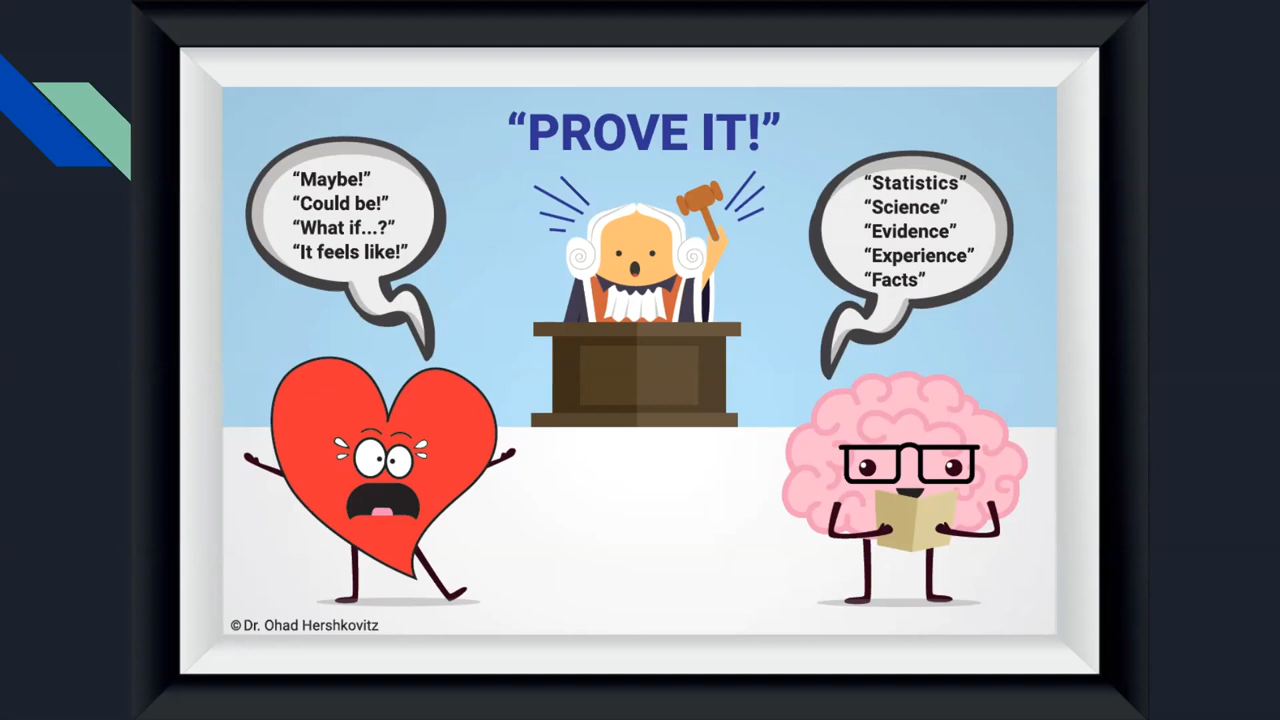 “PROVE IT!”
“Maybe!”
“Could be!”
“What if...?”
“It feels like!”
“Statistics”
“Science”
“Evidence”
“Experience”
“Facts”
© Dr. Ohad Hershkovitz